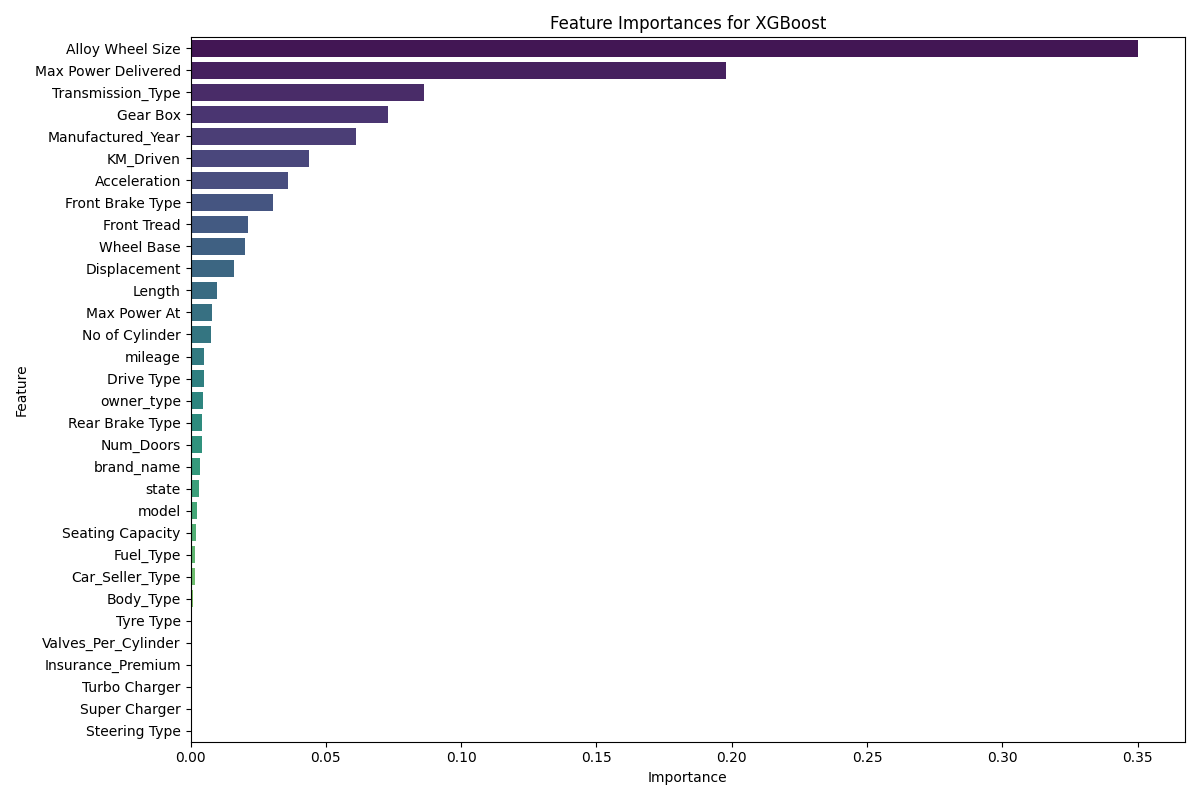 Feature Importances for XGBoost
Alloy Wheel Size
Max Power Delivered
Transmission_Type
Gear Box
Manufactured_Year
KM_Driven
Acceleration
Front Brake Type
Front Tread
Wheel Base
Displacement
Length
Max Power At
No of Cylinder
mileage
Drive Type
owner_type
Rear Brake Type
Num_Doors
brand_name
state
model
Seating Capacity
Fuel_Type
Car_Seller_Type
Body_Type
Tyre Type
Valves_Per_Cylinder
Insurance_Premium
Turbo Charger
Super Charger
Steering Type
Feature
0.00 0.05 0.10 0.15 0.20 0.25 0.30 0.35
Importance